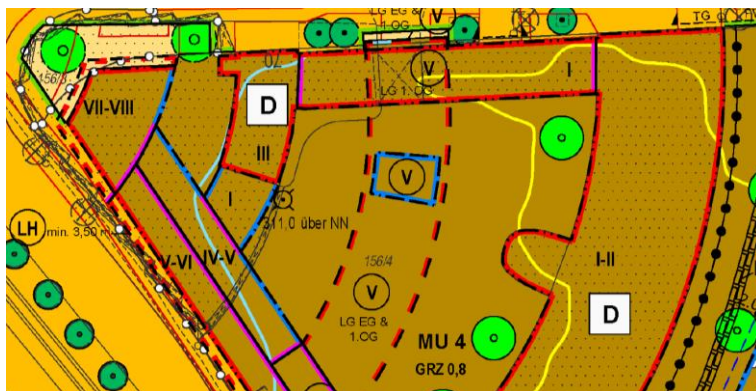 LG EG &
1.OG
V
TG
156/3
70
V
I
VII-VIII
D
LG 1. OG
III
V
I
311,0 über NN
LH
min. 3,50 m
V-VI
IV-V
156/4
I-II
V
LG EG &
1.OG
D
MU 4
GRZ 0,8